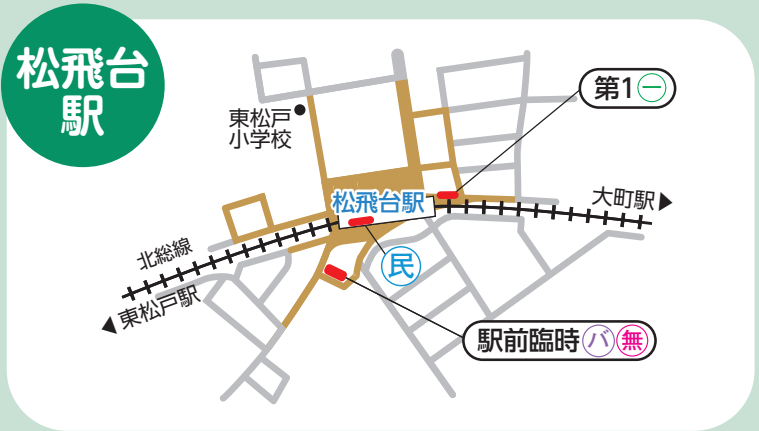 松飛台
駅
東松戸
小学校
第1㊀
松飛台駅
大町駅▶
北総線
民
◀東松戸駅
駅前臨時 バ 無